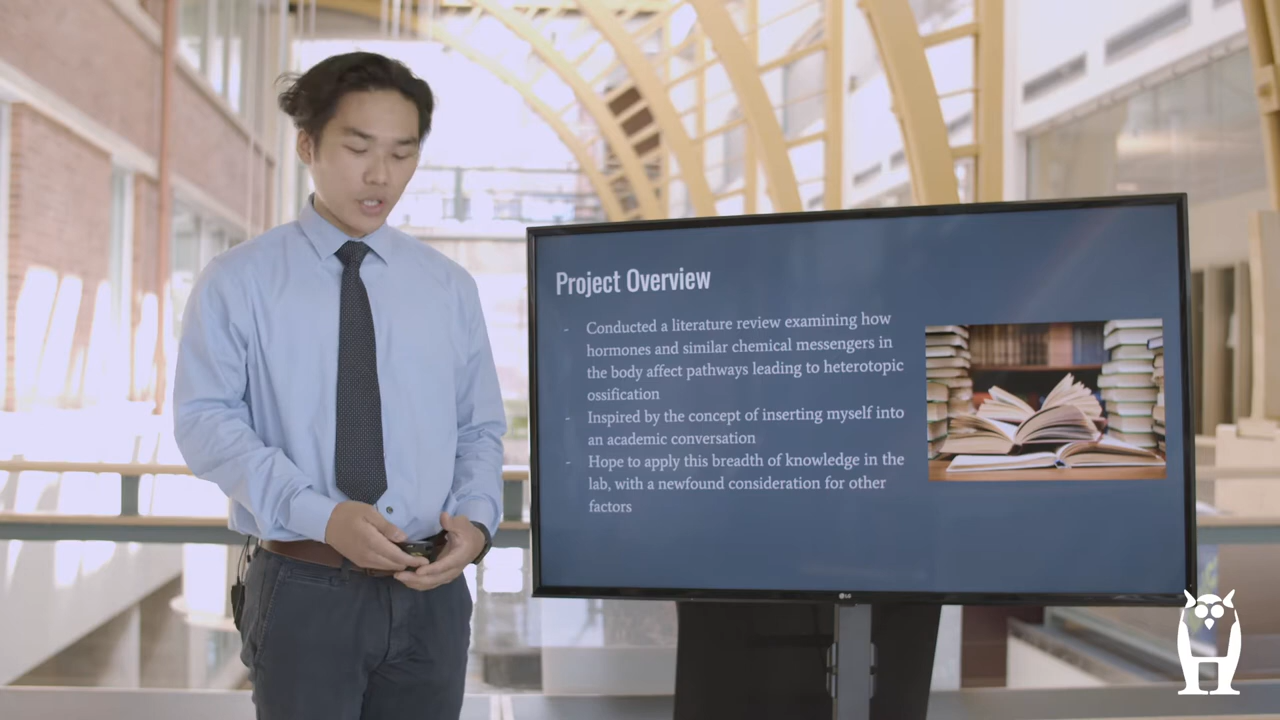 Project Overview
- Conducted a literature review examining how
hormones and similar chemical messengers in
the body affect pathways leading to heterotopic
ossification
- Inspired by the concept of inserting myself into
an academic conversation
- Hope to apply this breadth of knowledge in the
lab, with a newfound consideration for other
factors
LG